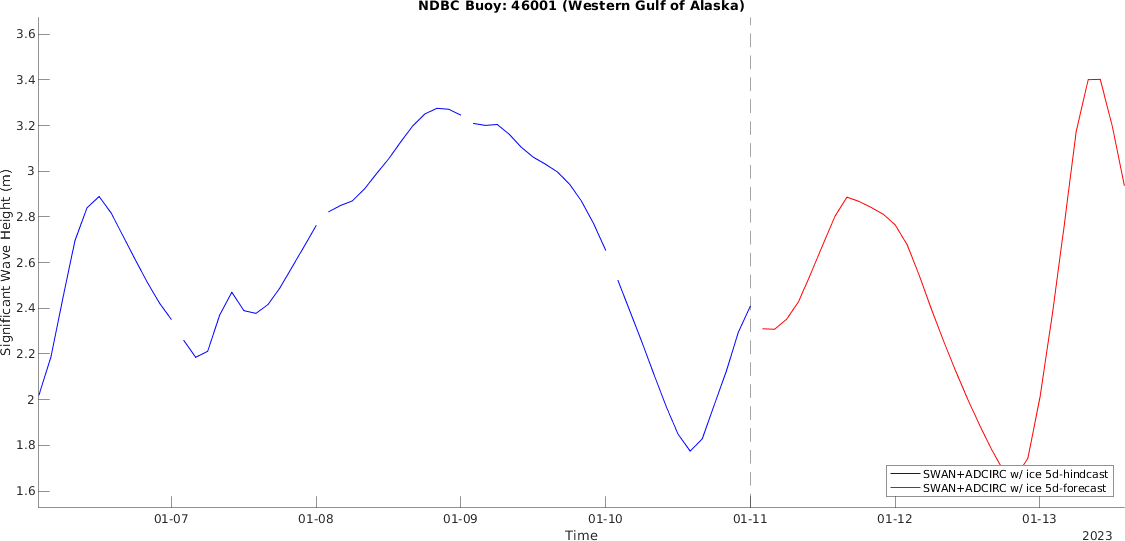 NDBC Buoy: 46001 (Western Gulf of Alaska)
3.6
3.4
3.2
3
2.8
2.6
2.4
2.2
2
1.8
1.6
Significant Wave Height (m)
SWAN+ADCIRC w/ ice 5d-hindcast
SWAN+ADCIRC w/ ice 5d-forecast
01-07 01-08 01-09 01-10 01-11 01-12 01-13
Time
2023